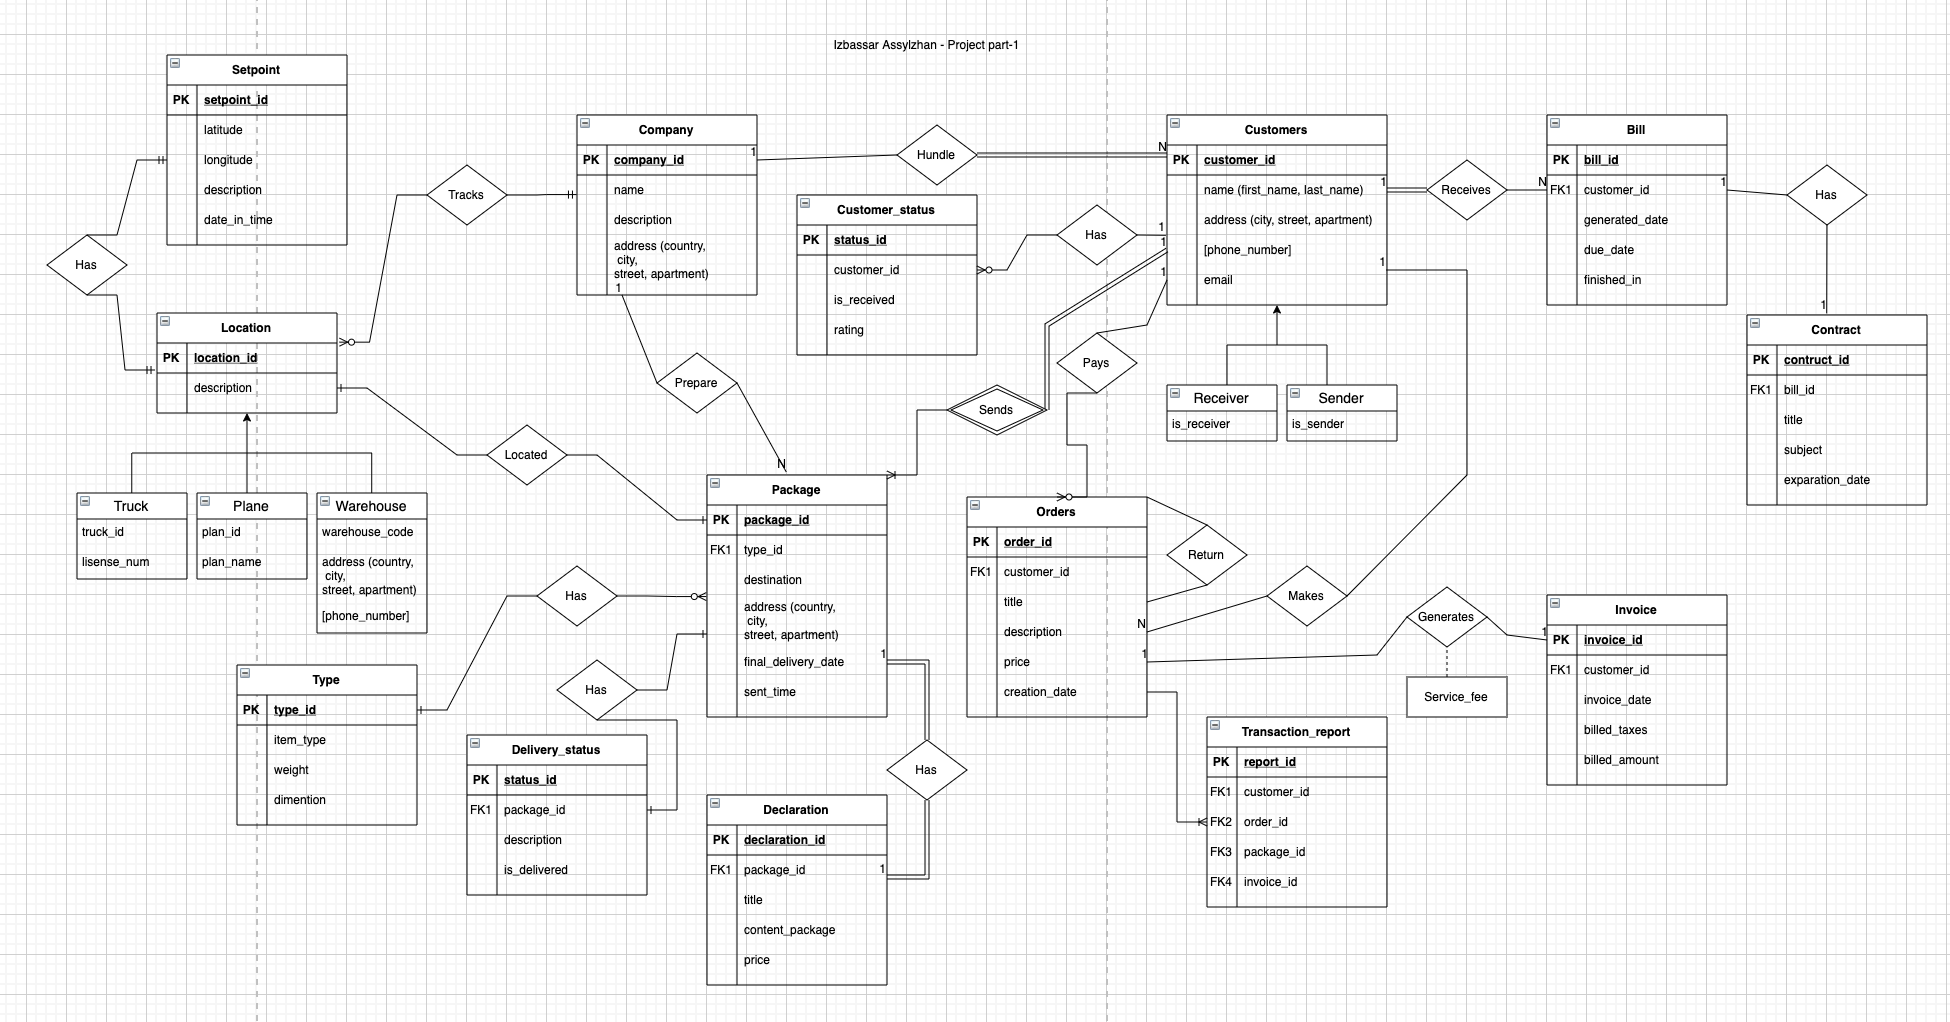 Izbassar Assylzhan - Project part-1
Setpoint
PK setpoint_id
latitude
longitude
description
date_in_time
Has
Location
PK location_id
description
Truck
truck_id
lisense_num
Plane
plan_id
plan_name
Warehouse
warehouse_code
address (country,
city,
street, apartment)
[phone_number]
Tracks
Company
PK company_id
name
description
address (country,
city,
street, apartment)
1
1
Hundle
N
Customer_status
PK status_id
customer_id
is_received
rating
Has
1
1
1
Customers
PK customer_id
name (first_name, last_name)
address (city, street, apartment)
[phone_number]
email
1
1
Receives
N
Bill
PK bill_id
FK1 customer_id
generated_date
due_date
finished_in
1
Has
1
Contract
PK contruct_id
FK1 bill_id
title
subject
exparation_date
Receiver
is_receiver
Sender
is_sender
Pays
Sends
Prepare
N
Located
Package
PK package_id
FK1 type_id
destination
address (country,
city,
street, apartment)
final_delivery_date
sent_time
1
Has
Has
Type
PK type_id
item_type
weight
dimention
Delivery_status
PK status_id
FK1 package_id
description
is_delivered
Has
Declaration
PK declaration_id
FK1 package_id
title
content_package
price
1
Orders
PK order_id
FK1 customer_id
title
description
price
creation_date
Return
N
1
Makes
Generates
1
Service_fee
Invoice
PK invoice_id
FK1 customer_id
invoice_date
billed_taxes
billed_amount
Transaction_report
PK report_id
FK1 customer_id
FK2 order_id
FK3 package_id
FK4 invoice_id